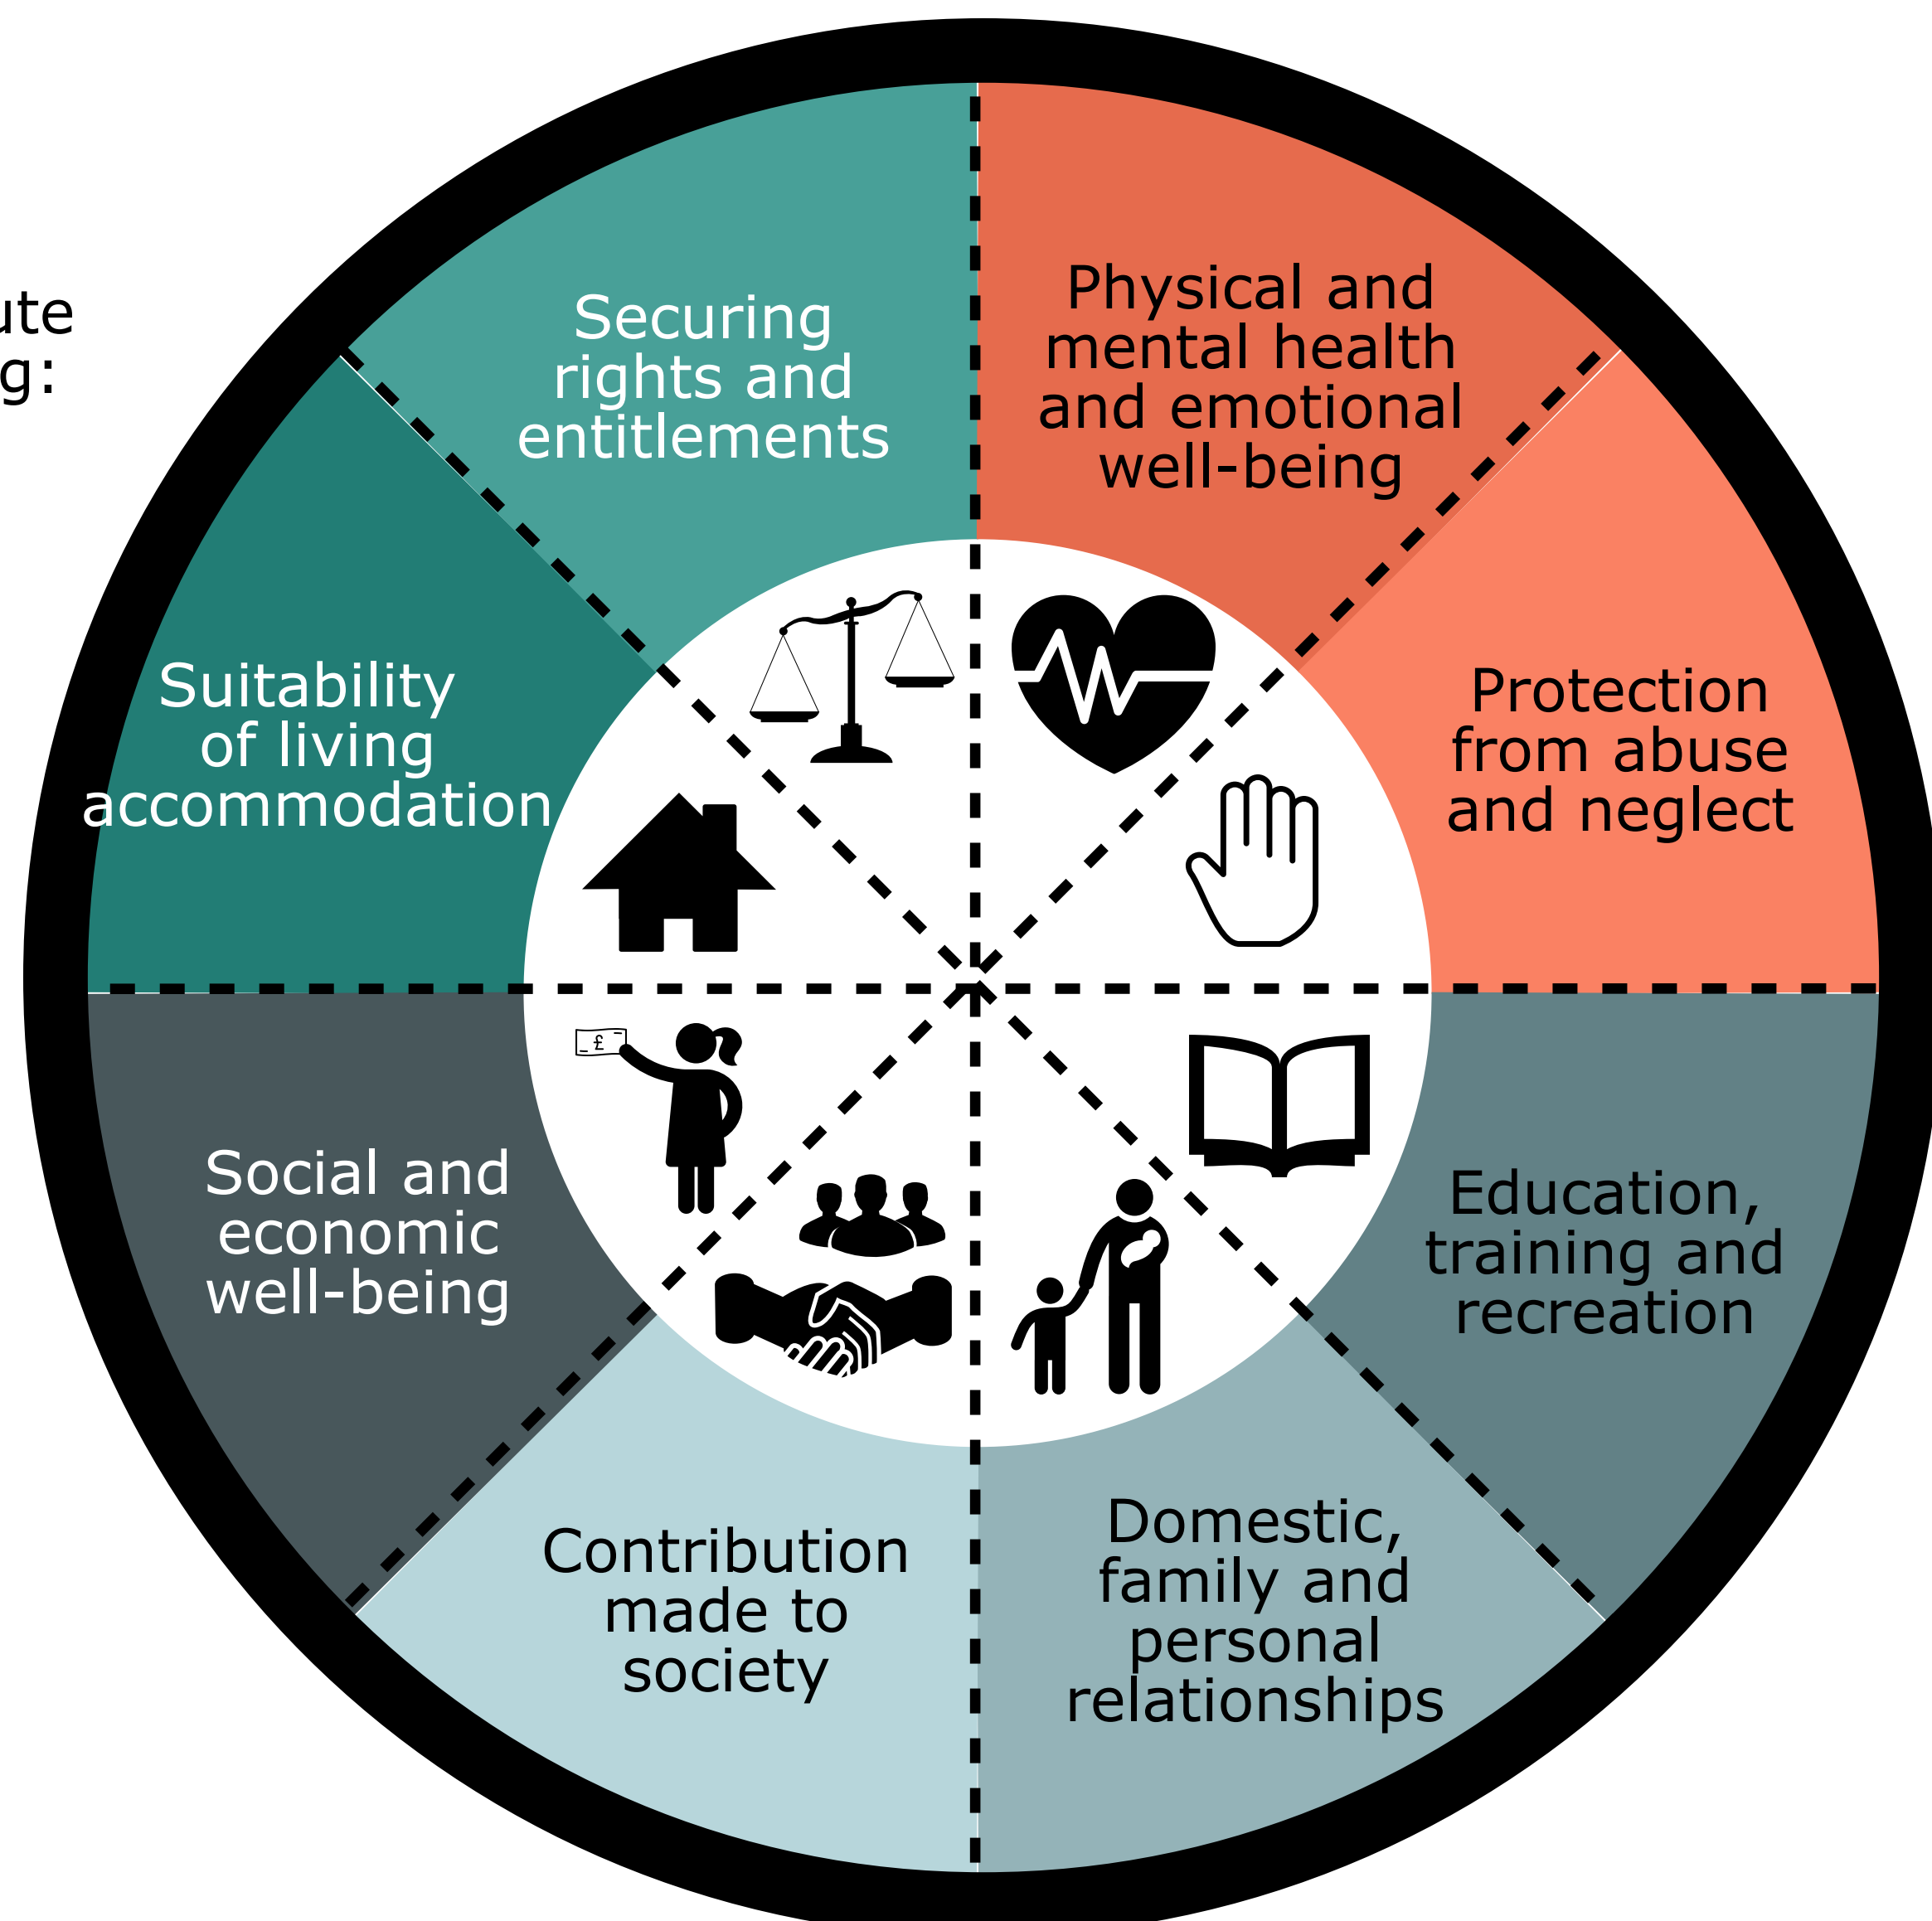 Securing
rights and
entitlements
Physical and
mental health
and emotional
well-being
Protection
from abuse
and neglect
Education,
training and
recreation
Domestic,
family and
personal
relationships
Contribution
made to
society
Social and
economic
well-being
Suitability
of living
accommodation
£